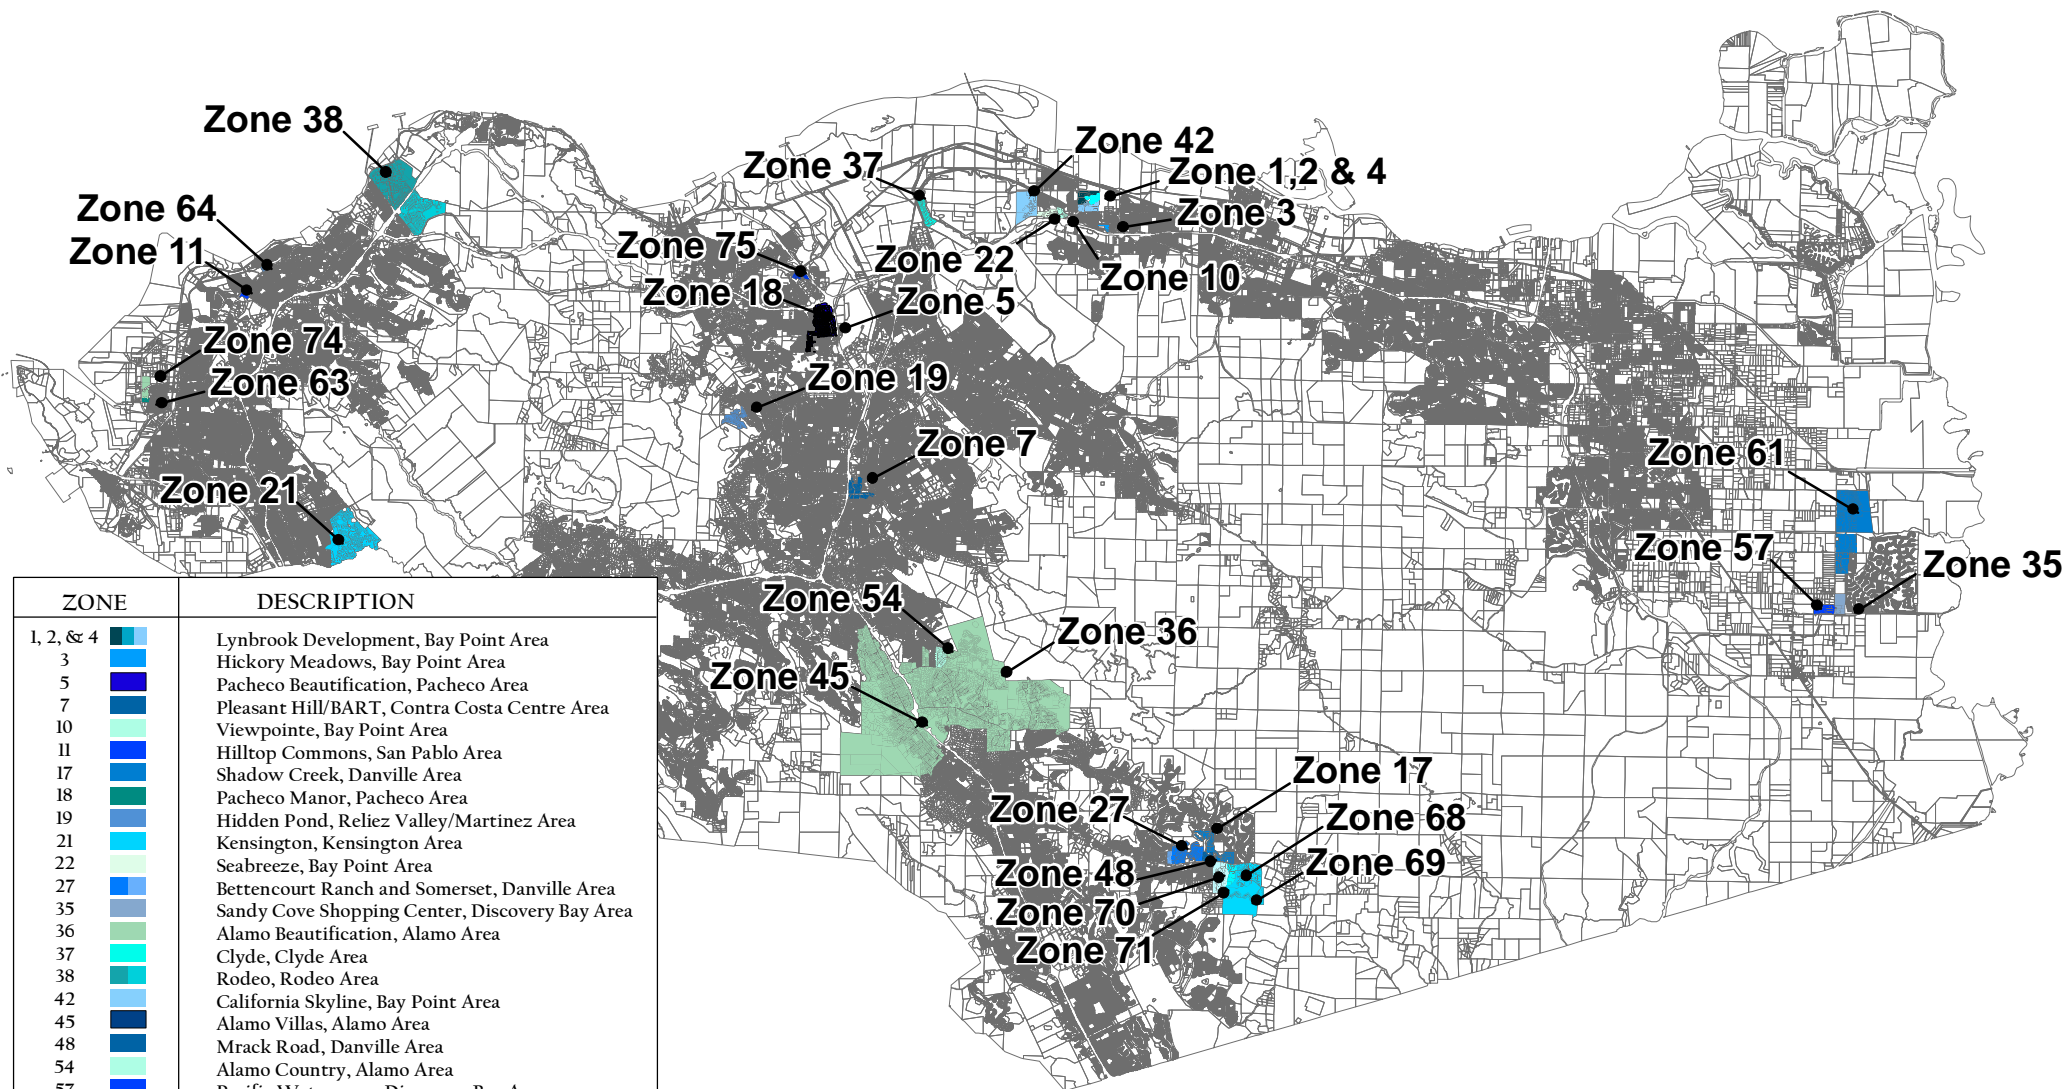 Zone 38
Zone 42
Zone 37
Zone 1,2 & 4
Zone 64
Zone 3
Zone 11
Zone 75
Zone 22
Zone 10
Zone 18
Zone 5
Zone 74
Zone 63
Zone 19
Zone 7
Zone 61
Zone 21
Zone 57
Zone 35
Zone 54
Zone 36
Zone 45
Zone 17
Zone 27
Zone 68
Zone 69
Zone 48
Zone 70
Zone 71
ZONE DESCRIPTION
1, 2, & 4 Lynbrook Development, Bay Point Area
3 Hickory Meadows, Bay Point Area
5 Pacheco Beautification, Pacheco Area
7 Pleasant Hill/BART, Contra Costa Centre Area
10 Viewpointe, Bay Point Area
11 Hilltop Commons, San Pablo Area
17 Shadow Creek, Danville Area
18 Pacheco Manor, Pacheco Area
19 Hidden Pond, Reliez Valley/Martinez Area
21 Kensington, Kensington Area
22 Seabreeze, Bay Point Area
27 Bettencourt Ranch and Somerset, Danville Area
35 Sandy Cove Shopping Center, Discovery Bay Area
36 Alamo Beautification, Alamo Area
37 Clyde, Clyde Area
38 Rodeo, Rodeo Area
42 California Skyline, Bay Point Area
45 Alamo Villas, Alamo Area
48 Mrack Road, Danville Area
54 Alamo Country, Alamo Area
57